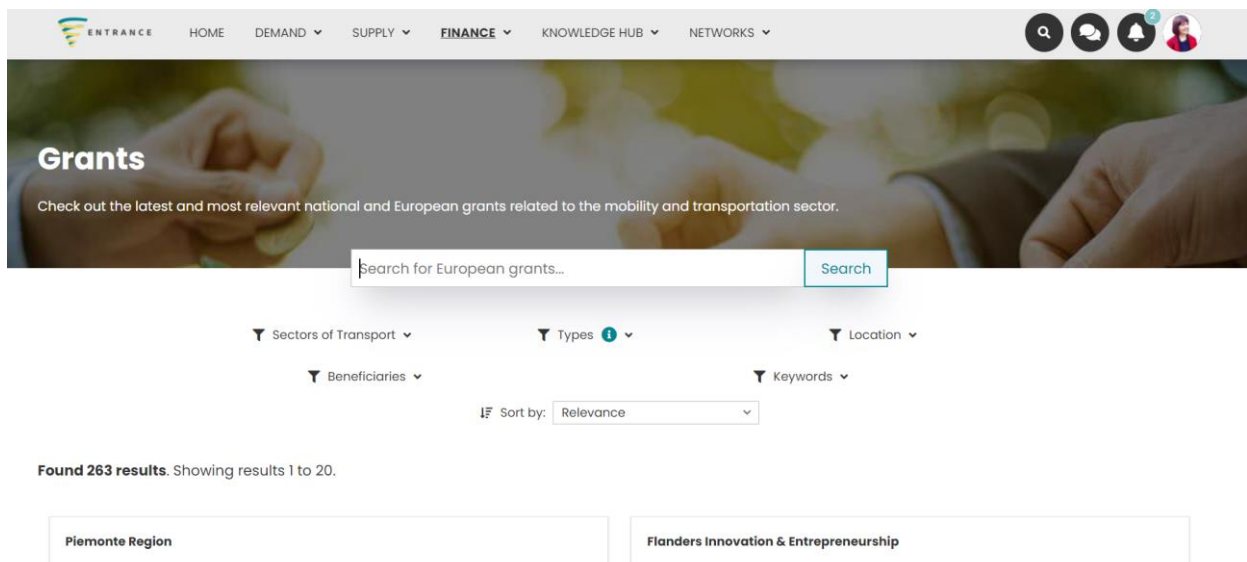 ENTRANCE HOME DEMAND SUPPLY FINANCE KNOWLEDGE HUB NETWORKS 2
Grants
Check out the latest and most relevant national and European grants related to the mobility and transportation sector.
Search for European grants... Search
Sectors of Transport Types i Location
Beneficiaries Keywords
Sort by: Relevance
Found 263 results. Showing results 1 to 20.
Piemonte Region Flanders Innovation & Entrepreneurship